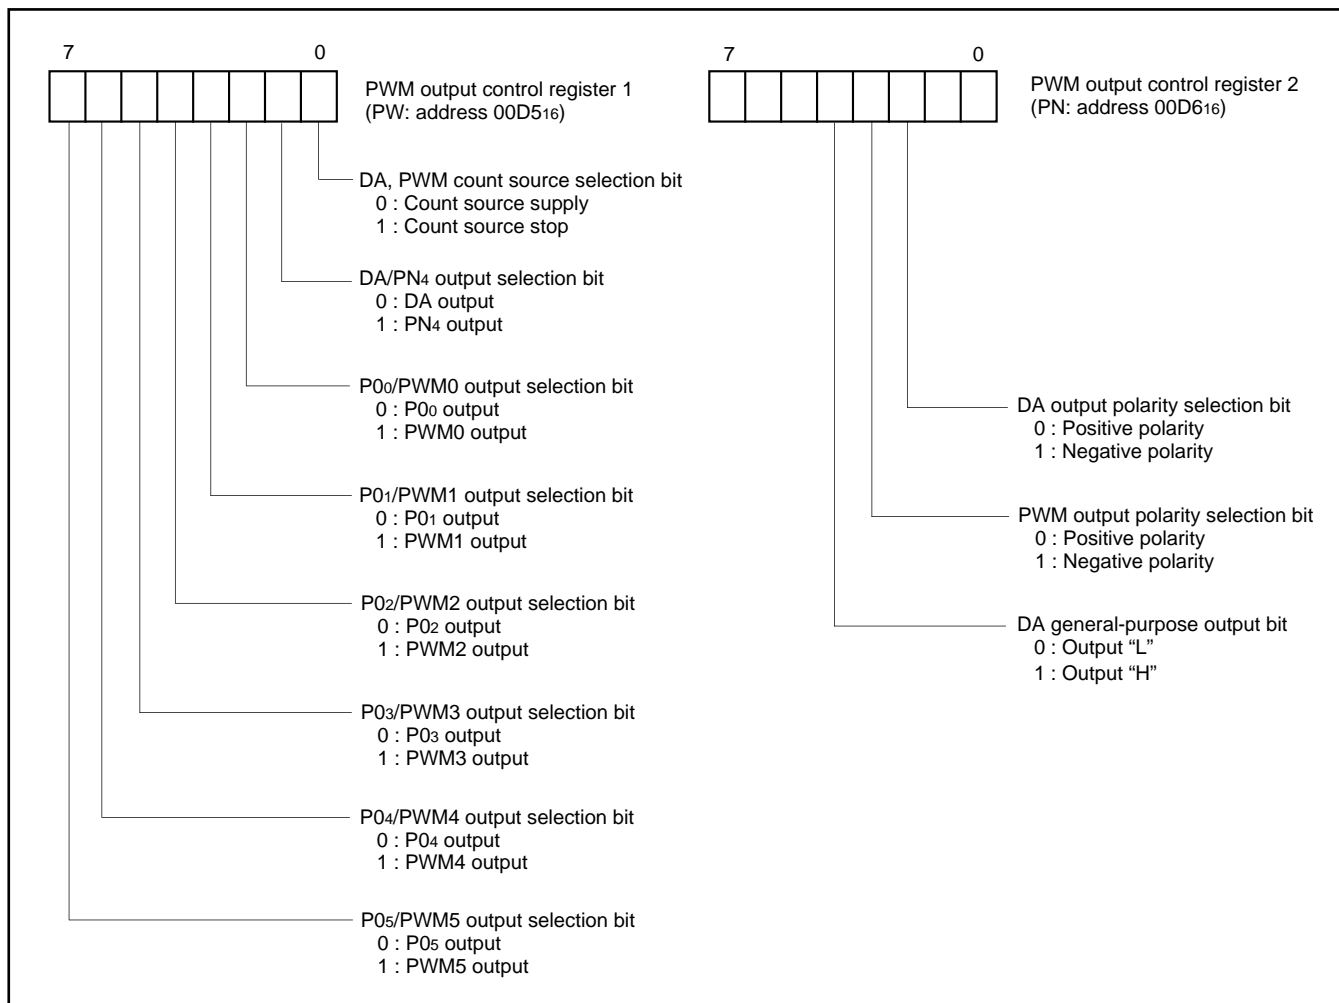 7 0
PWM output control register 1
(PW: address 00D516)
DA, PWM count source selection bit
0 : Count source supply
1 : Count source stop
DA/PN4 output selection bit
0 : DA output
1 : PN4 output
P00/PWM0 output selection bit
0 : P00 output
1 : PWM0 output
P01/PWM1 output selection bit
0 : P01 output
1 : PWM1 output
P02/PWM2 output selection bit
0 : P02 output
1 : PWM2 output
P03/PWM3 output selection bit
0 : P03 output
1 : PWM3 output
P04/PWM4 output selection bit
0 : P04 output
1 : PWM4 output
P05/PWM5 output selection bit
0 : P05 output
1 : PWM5 output
7 0
PWM output control register 2
(PN: address 00D616)
DA output polarity selection bit
0 : Positive polarity
1 : Negative polarity
PWM output polarity selection bit
0 : Positive polarity
1 : Negative polarity
DA general-purpose output bit
0 : Output “L”
1 : Output “H”